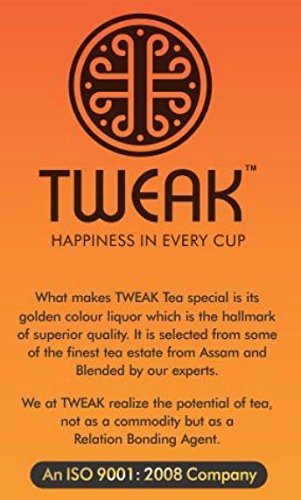 TWEAK™
HAPPINESS IN EVERY CUP
What makes TWEAK Tea special is its
golden colour liquor which is the hallmark
of superior quality. It is selected from some
of the finest tea estate from Assam and
Blended by our experts.
We at TWEAK realize the potential of tea,
not as a commodity but as a
Relation Bonding Agent.
An ISO 9001: 2008 Company